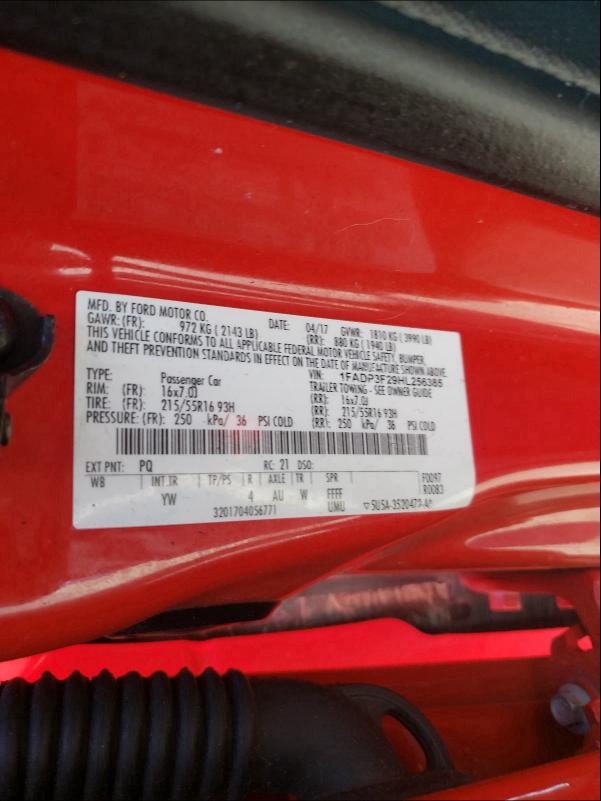 MFD. BY FORD MOTOR CO.  DATE: 04/17  GVWR: 1810 KG ( 3990 LB)
GAWR: (FR): 972 KG ( 2143 LB)  (RR): 880 KG ( 1940 LB)
THIS VEHICLE CONFORMS TO ALL APPLICABLE FEDERAL MOTOR VEHICLE SAFETY, BUMPER,
AND THEFT PREVENTION STANDARDS IN EFFECT ON THE DATE OF MANUFACTURE SHOWN ABOVE.
VIN: 1FADP3F29HL256385
TYPE: Passenger Car  TRAILER TOWING - SEE OWNER GUIDE
RIM: (FR) 16x7.0J  (RR): 16x7.0J
TIRE: (FR) 215/55R16 93H  (RR): 215/55R16 93H
PRESSURE: (FR): 250 kPa/ 36 PSI COLD  (RR): 250 kPa/ 36 PSI COLD
EXT PNT: PQ  RC: 21 DSO:
WB INT TR TP/PS R AXLE TR SPR F0097
YW 4 AU W FFFF R0083
3201704056771 UMU ▽ 5U5A-3520472-